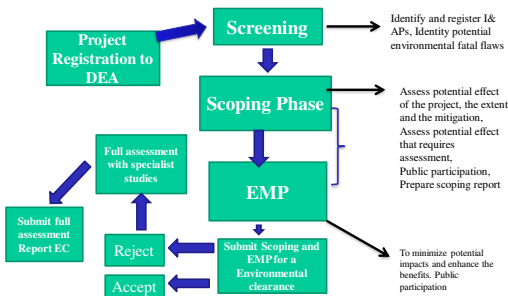 Project
Registration to
DEA
Screening
Identify and register I&
APs, Identity potential
environmental fatal flaws
Scoping Phase
Assess potential effect
of the project, the extent
and the mitigation,
Assess potential effect
that requires
assessment,
Public participation,
Prepare scoping report
Full assessment
with specialist
studies
EMP
Submit full
assessment
Report EC
Reject
Submit Scoping and
EMP for a
Environmental
clearance
Accept
To minimize potential
impacts and enhance the
benefits. Public
participation